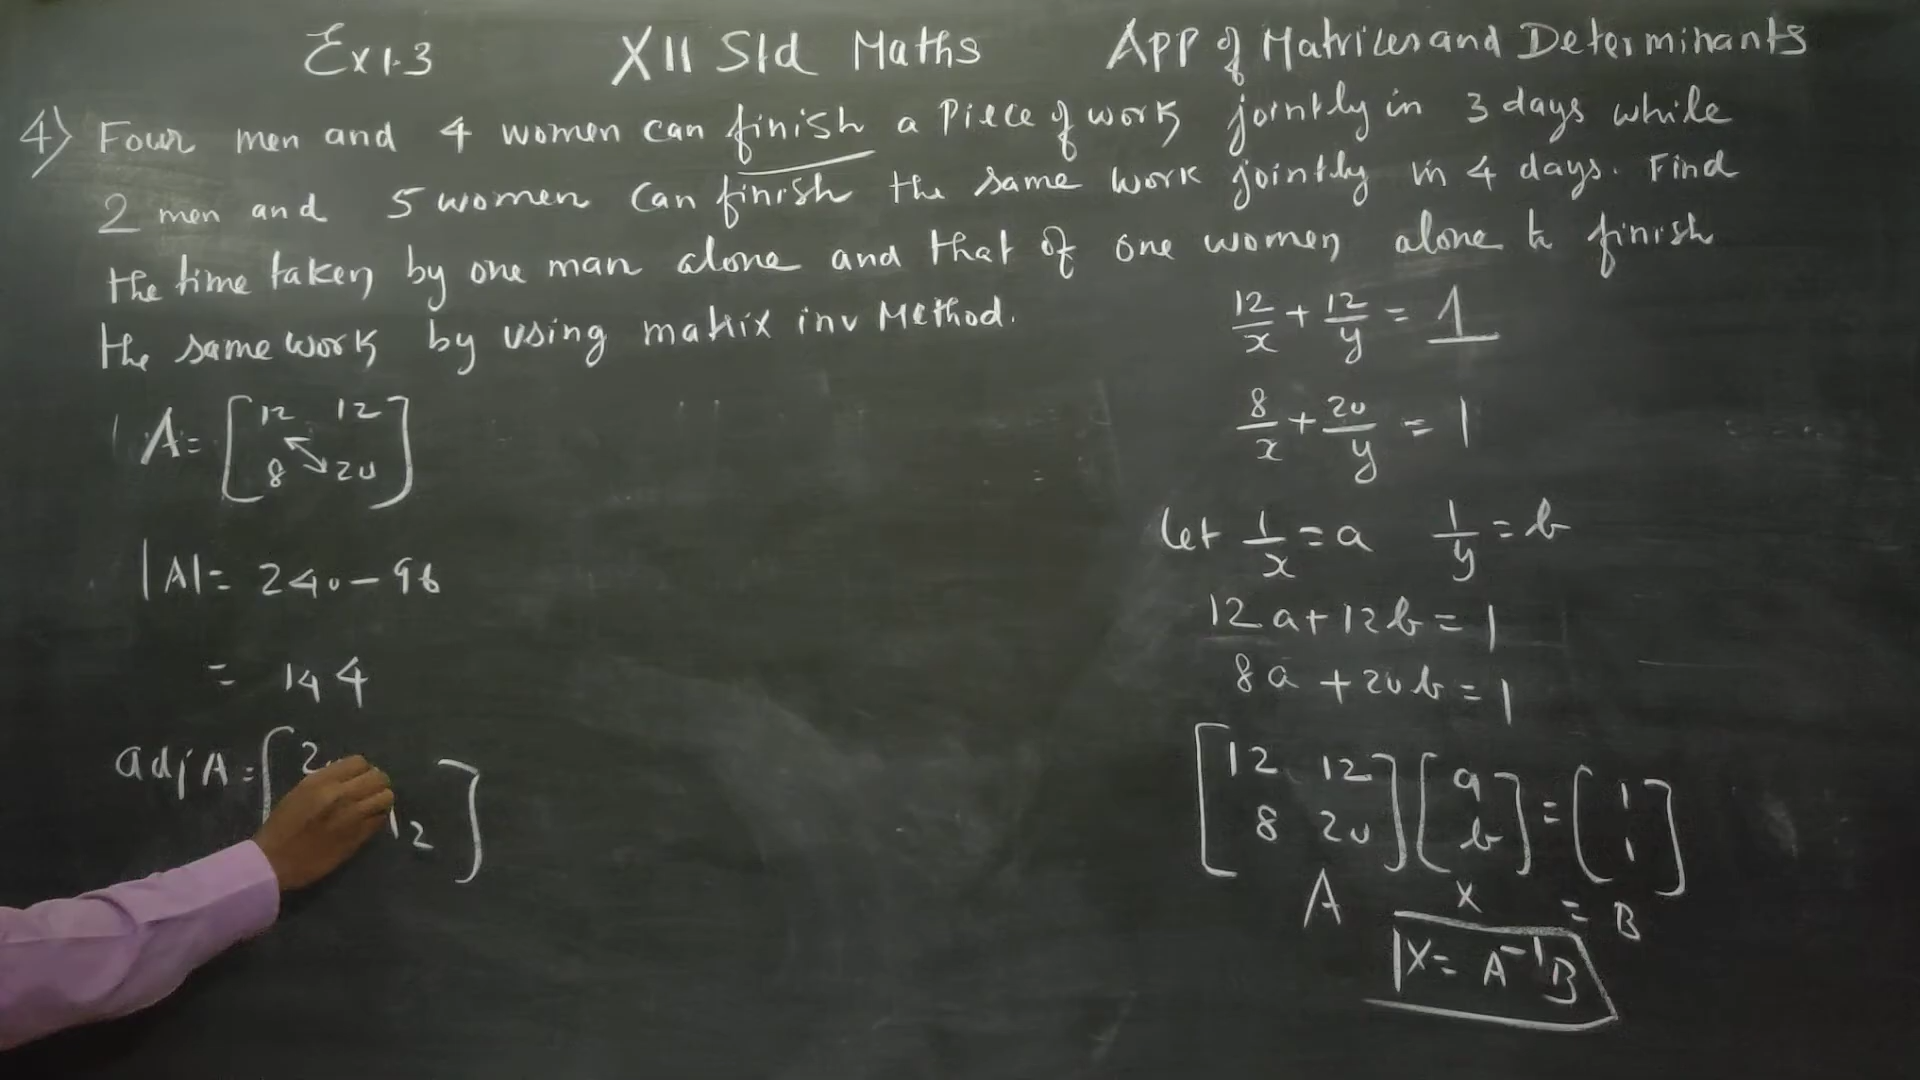 Ex 1.3 XII Std Maths App of Matrices and Determinants
4) Four men and 4 women can finish a piece of work jointly in 3 days while
2 men and 5 women can finish the same work jointly in 4 days. Find
the time taken by one man alone and that of one women alone to finish
the same work by using matrix inv Method.
12/x + 12/y = 1
8/x + 20/y = 1
Let 1/x = a 1/y = b
12a + 12b = 1
8a + 20b = 1
[12 12 [a = [1
8 20] b] 1]
A X = B
X = A⁻¹B
A = [12 12
8 20]
|A| = 240 - 96
= 144
adj A = [
12 ]